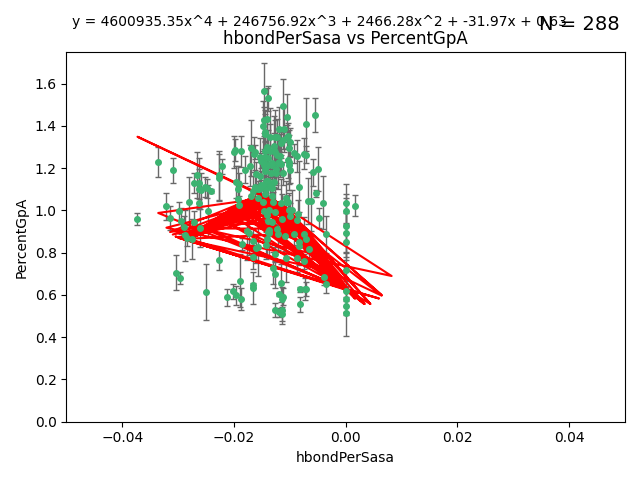 y = 4600935.35x^4 + 246756.92x^3 + 2466.28x^2 + -31.97x + 0.63
N = 288
hbondPerSasa vs PercentGpA
PercentGpA
1.6
1.4
1.2
1.0
0.8
0.6
0.4
0.2
0.0
−0.04 −0.02 0.00 0.02 0.04
hbondPerSasa